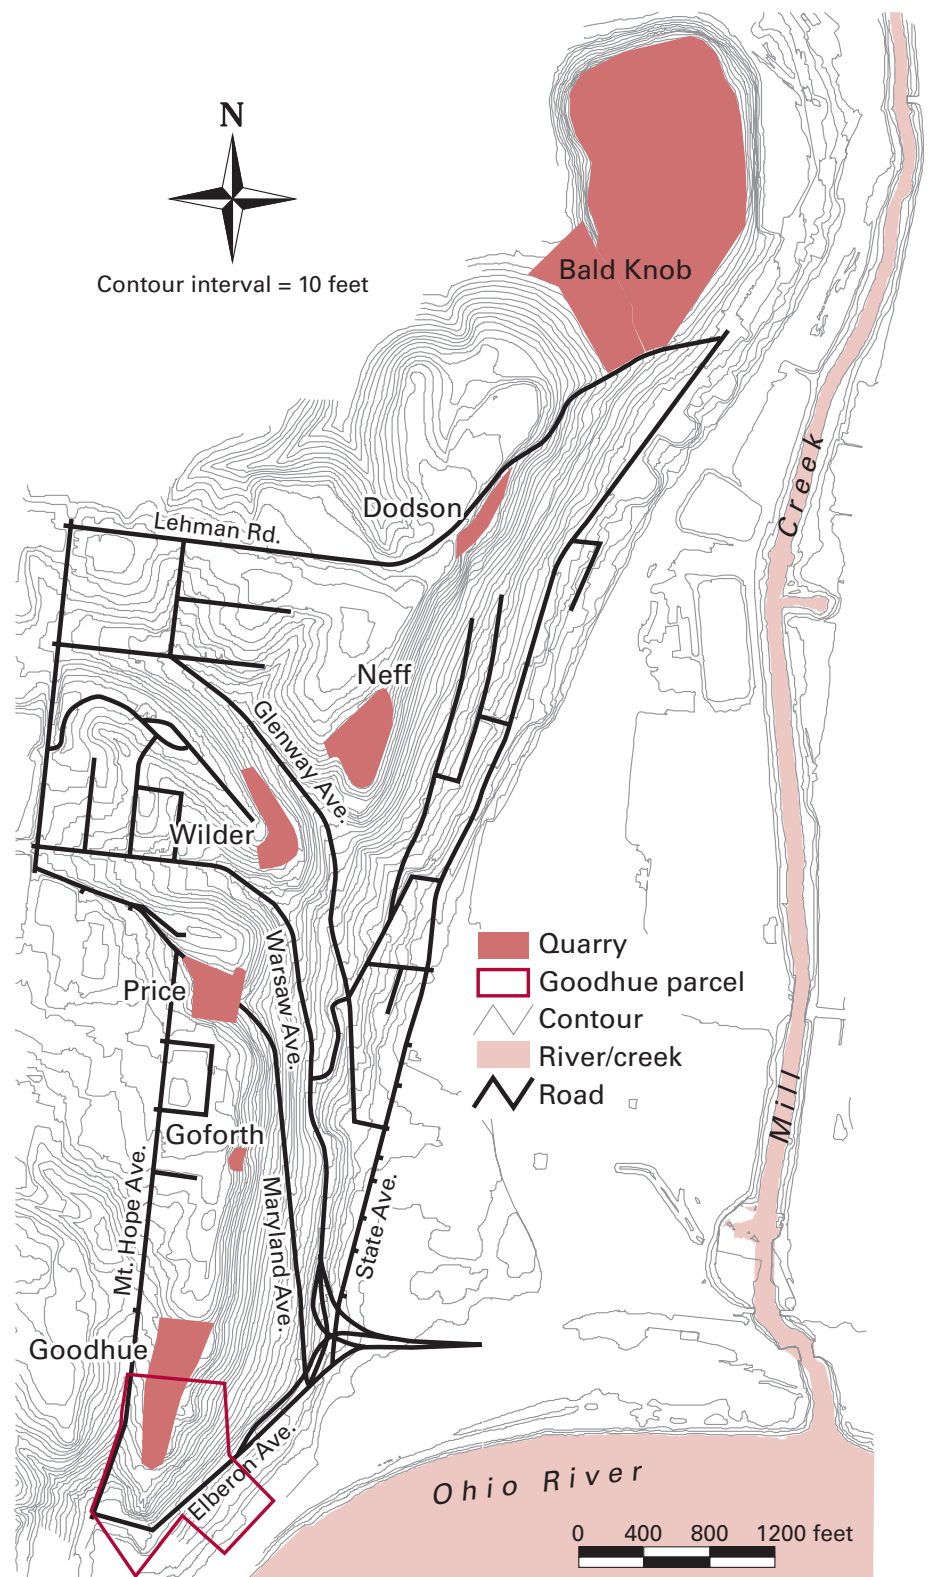 N
Contour interval = 10 feet
Bald Knob
Creek
Dodson
Lehman Rd.
Neff
Glenway Ave.
Wilder
Warsaw Ave.
Quarry
Goodhue parcel
Contour
River/creek
Road
Price
Mill
Goforth
Mt. Hope Ave.
Maryland Ave.
State Ave.
Goodhue
Elberon Ave.
Ohio River
0 400 800 1200 feet